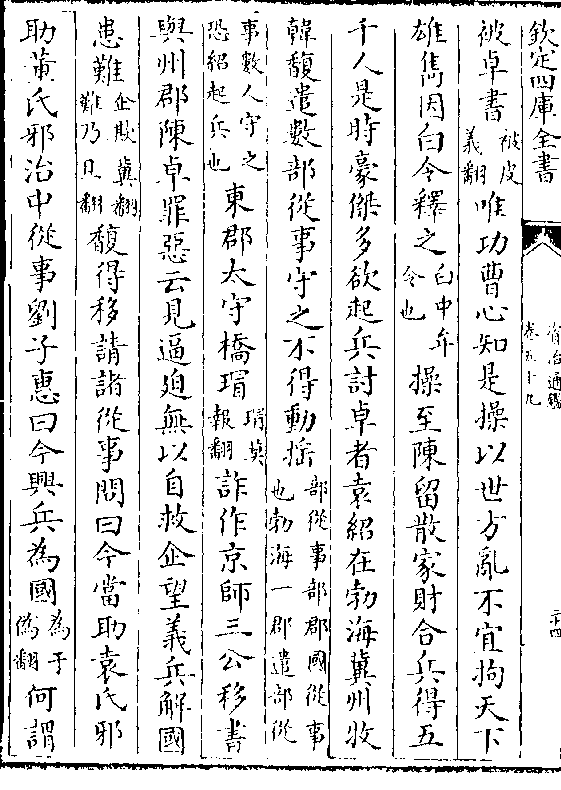 欽定四庫全書
資治通鑑
卷五十九
二十四
被卓書被皮義翻唯功曹心知是操以世方亂不宜拘天下
雄雋因白令釋之白中牟令也操至陳留散家財合兵得五
千人是時豪傑多欲起兵討卓者袁紹在勃海冀州牧
韓馥遣數部從事守之不得動搖部從事部郡國從事也勃海一郡遣部從
事數人守之恐紹起兵也東郡太守橋瑁瑁莫報翻詐作京師三公移書
與州郡陳卓罪惡云見逼迫無以自救企望義兵解國
患難企欺冀翻難乃旦翻馥得移請諸從事問曰今當助袁氏邪
助董氏邪治中從事劉子惠曰今興兵為國為于偽翻何謂